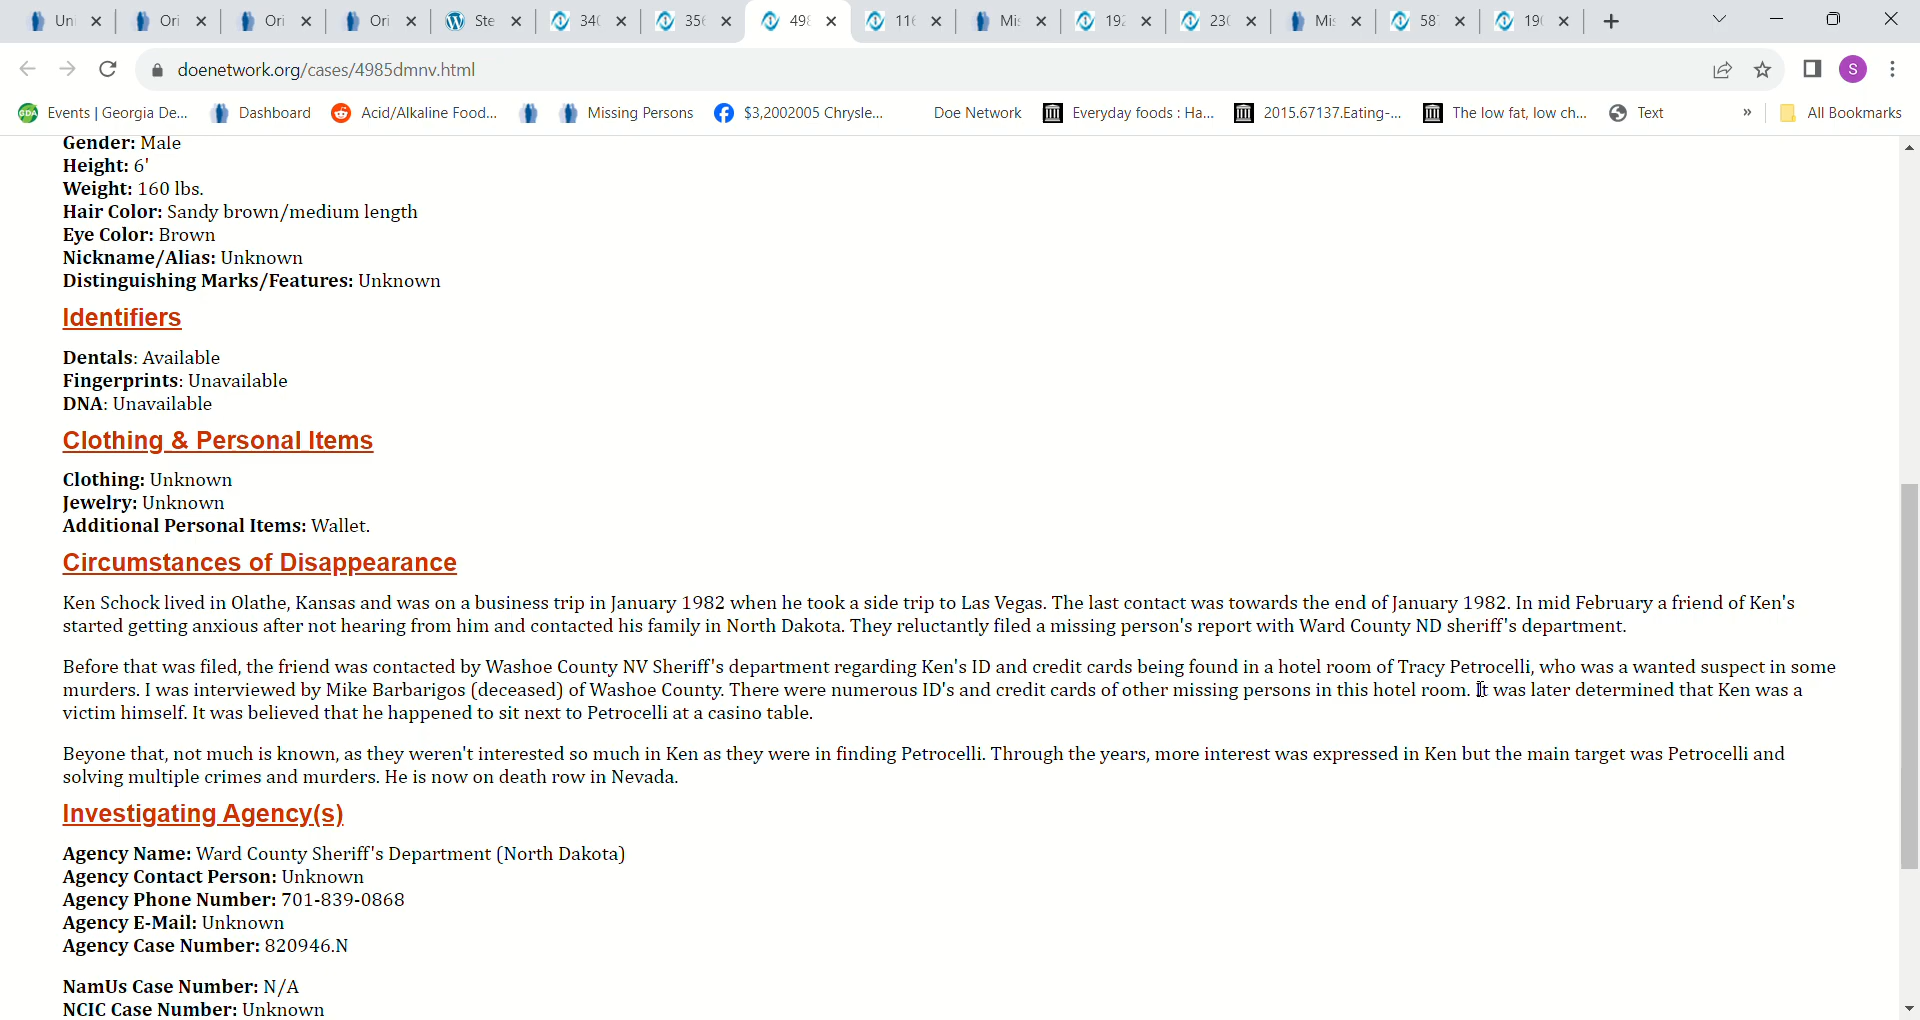 Un Ori Ori Ori Ste 340 356 498 116 Mis 192 230 Mis 58 190
doenetwork.org/cases/4985dmnv.html S
Events | Georgia De... Dashboard Acid/Alkaline Food... Missing Persons $3,2002005 Chrysle... Doe Network Everyday foods : Ha... 2015.67137.Eating-... The low fat, low ch... Text » All Bookmarks
Gender: Male
Height: 6'
Weight: 160 lbs.
Hair Color: Sandy brown/medium length
Eye Color: Brown
Nickname/Alias: Unknown
Distinguishing Marks/Features: Unknown
Identifiers
Dentals: Available
Fingerprints: Unavailable
DNA: Unavailable
Clothing & Personal Items
Clothing: Unknown
Jewelry: Unknown
Additional Personal Items: Wallet.
Circumstances of Disappearance
Ken Schock lived in Olathe, Kansas and was on a business trip in January 1982 when he took a side trip to Las Vegas. The last contact was towards the end of January 1982. In mid February a friend of Ken's
started getting anxious after not hearing from him and contacted his family in North Dakota. They reluctantly filed a missing person's report with Ward County ND sheriff's department.
Before that was filed, the friend was contacted by Washoe County NV Sheriff's department regarding Ken's ID and credit cards being found in a hotel room of Tracy Petrocelli, who was a wanted suspect in some
murders. I was interviewed by Mike Barbarigos (deceased) of Washoe County. There were numerous ID's and credit cards of other missing persons in this hotel room. It was later determined that Ken was a
victim himself. It was believed that he happened to sit next to Petrocelli at a casino table.
Beyone that, not much is known, as they weren't interested so much in Ken as they were in finding Petrocelli. Through the years, more interest was expressed in Ken but the main target was Petrocelli and
solving multiple crimes and murders. He is now on death row in Nevada.
Investigating Agency(s)
Agency Name: Ward County Sheriff's Department (North Dakota)
Agency Contact Person: Unknown
Agency Phone Number: 701-839-0868
Agency E-Mail: Unknown
Agency Case Number: 820946.N
NamUs Case Number: N/A
NCIC Case Number: Unknown